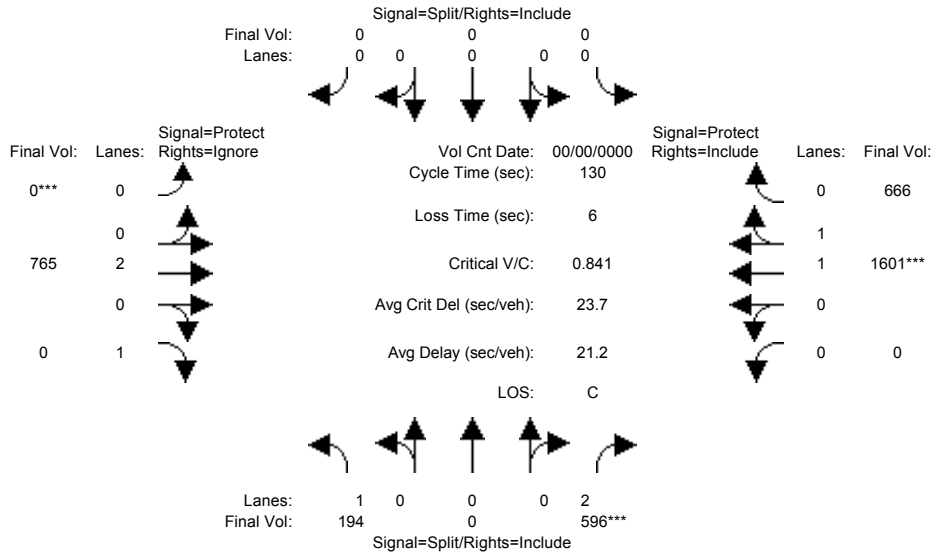 Signal=Split/Rights=Include
Final Vol: 0 0 0
Lanes: 0 0 0 0 0
Signal=Protect Signal=Protect
Final Vol: Lanes: Rights=Ignore Vol Cnt Date: 00/00/0000 Rights=Include Lanes: Final Vol:
Cycle Time (sec): 130
0*** 0 0 666
Loss Time (sec): 6
0 1
765 2 Critical V/C: 0.841 1 1601***
0 Avg Crit Del (sec/veh): 23.7 0
0 1 Avg Delay (sec/veh): 21.2 0 0
LOS: C
Lanes: 1 0 0 0 2
Final Vol: 194 0 596***
Signal=Split/Rights=Include